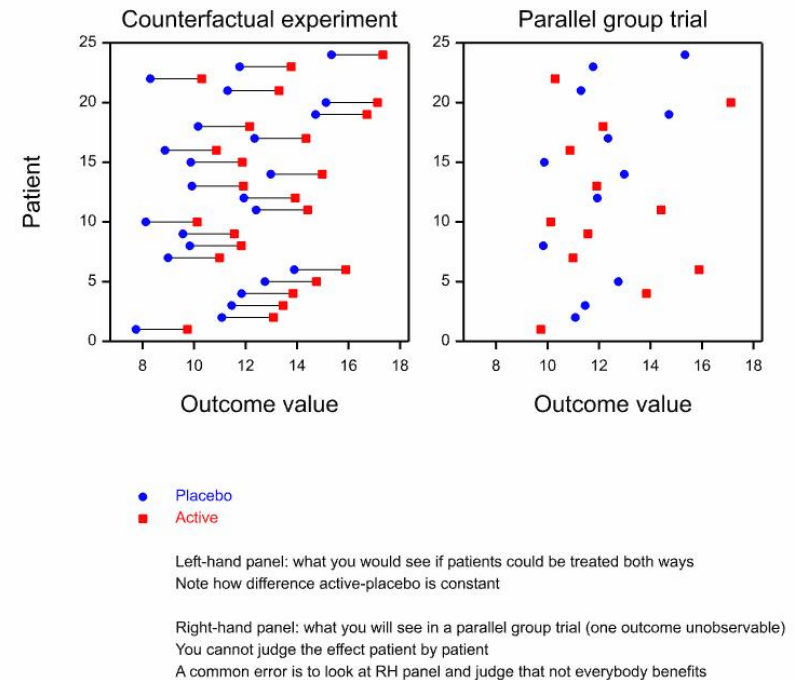 Counterfactual experiment
Parallel group trial
25
20
15
10
5
0
Patient
8 10 12 14 16 18
Outcome value
25
20
15
10
5
0
8 10 12 14 16 18
Outcome value
Placebo
Active
Left-hand panel: what you would see if patients could be treated both ways
Note how difference active-placebo is constant
Right-hand panel: what you will see in a parallel group trial (one outcome unobservable)
You cannot judge the effect patient by patient
A common error is to look at RH panel and judge that not everybody benefits